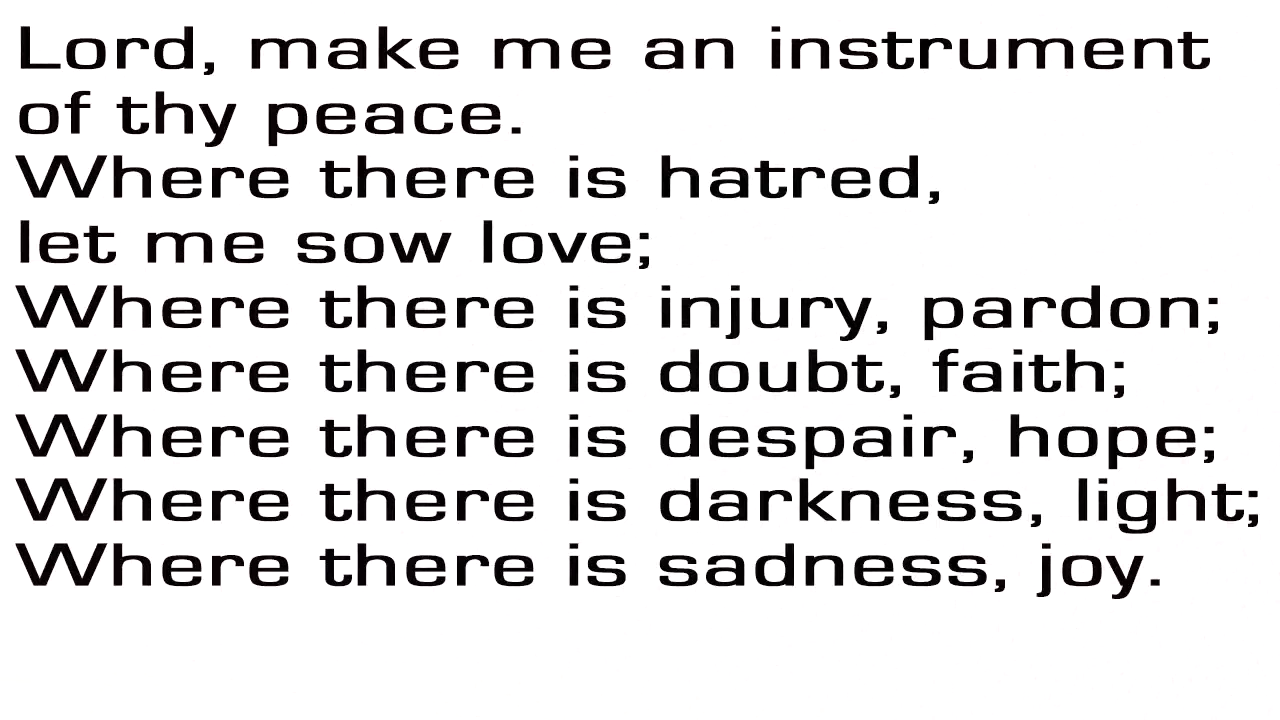 Lord, make me an instrument
of thy peace.
Where there is hatred,
let me sow love;
Where there is injury, pardon;
Where there is doubt, faith;
Where there is despair, hope;
Where there is darkness, light;
Where there is sadness, joy.